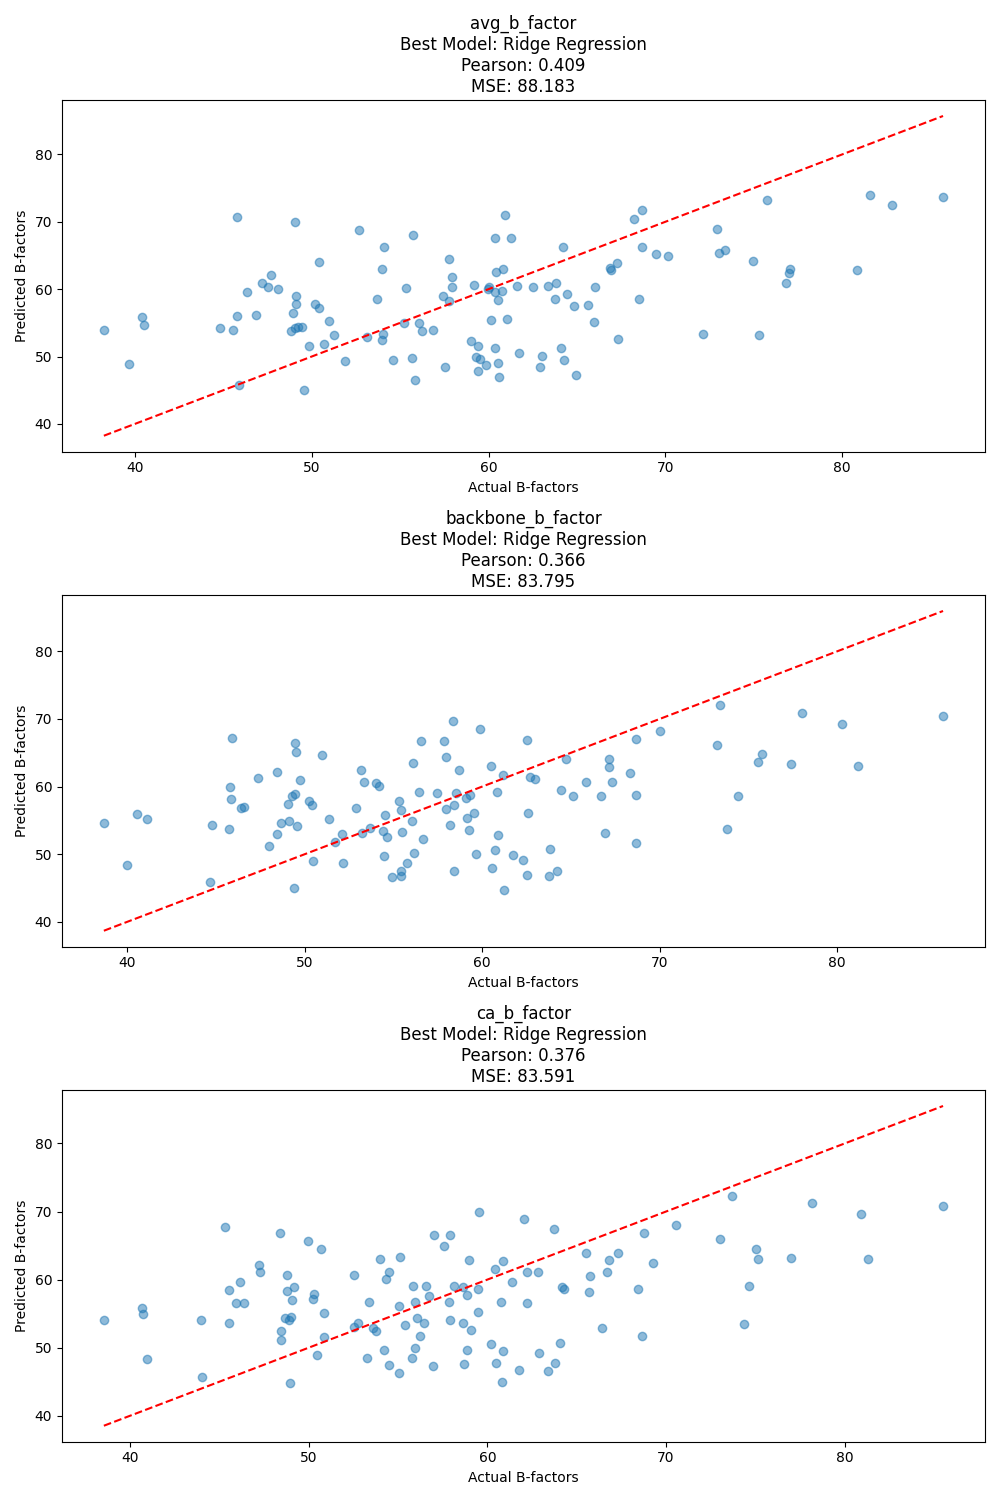 avg_b_factor
Best Model: Ridge Regression
Pearson: 0.409
MSE: 88.183
80
70
60
50
40
Predicted B-factors
40 50 60 70 80
Actual B-factors
backbone_b_factor
Best Model: Ridge Regression
Pearson: 0.366
MSE: 83.795
80
70
60
50
40
Predicted B-factors
40 50 60 70 80
Actual B-factors
ca_b_factor
Best Model: Ridge Regression
Pearson: 0.376
MSE: 83.591
80
70
60
50
40
Predicted B-factors
40 50 60 70 80
Actual B-factors